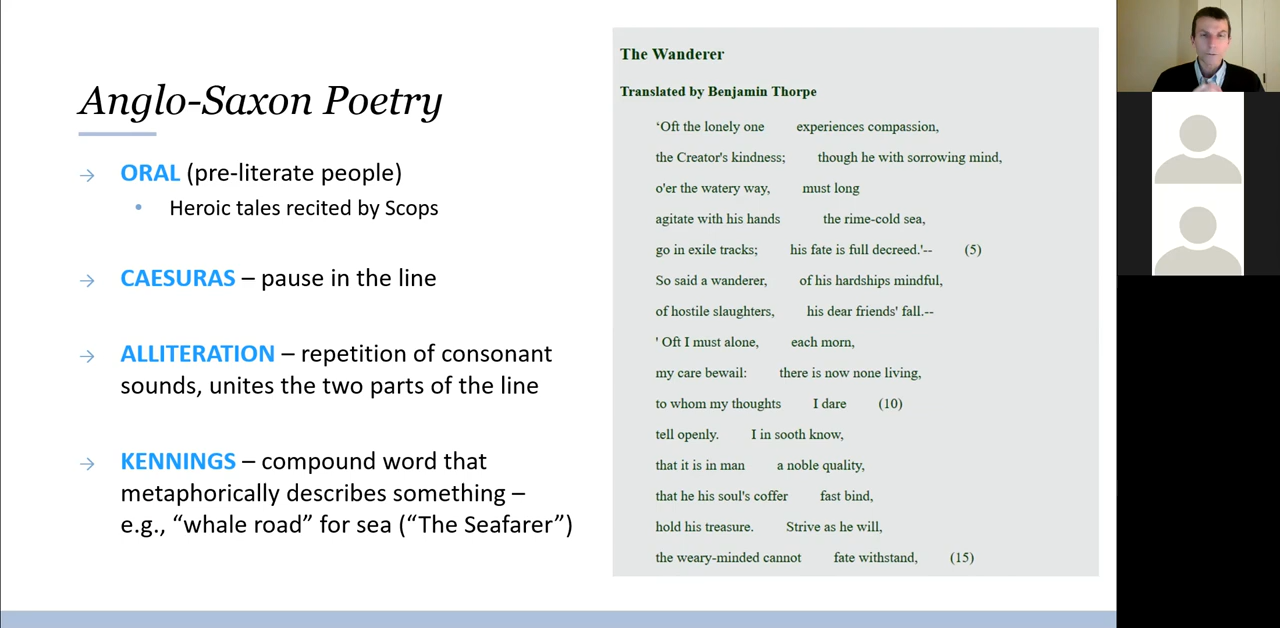 Anglo-Saxon Poetry
→ ORAL (pre-literate people)
• Heroic tales recited by Scops
→ CAESURAS – pause in the line
→ ALLITERATION – repetition of consonant
sounds, unites the two parts of the line
→ KENNINGS – compound word that
metaphorically describes something –
e.g., “whale road” for sea (“The Seafarer”)
The Wanderer
Translated by Benjamin Thorpe
‘Oft the lonely one experiences compassion,
the Creator's kindness; though he with sorrowing mind,
o'er the watery way, must long
agitate with his hands the rime-cold sea,
go in exile tracks; his fate is full decreed.'-- (5)
So said a wanderer, of his hardships mindful,
of hostile slaughters, his dear friends' fall.--
' Oft I must alone, each morn,
my care bewail: there is now none living,
to whom my thoughts I dare (10)
tell openly. I in sooth know,
that it is in man a noble quality,
that he his soul's coffer fast bind,
hold his treasure. Strive as he will,
the weary-minded cannot fate withstand, (15)